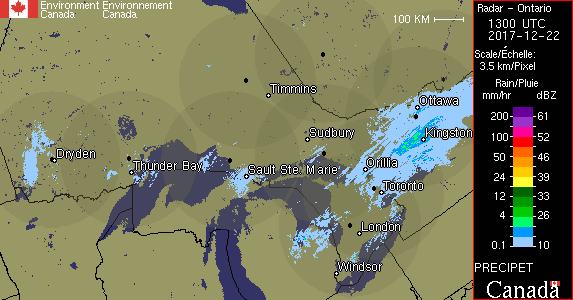 Environment Environnement
Canada Canada
100 KM
Timmins
Ottawa
Sudbury
Kingston
Dryden
Thunder Bay
Sault Ste. Marie
Orillia
Toronto
London
Windsor
Radar - Ontario
1300 UTC
2017-12-22
Scale/Échelle:
3.5 km/Pixel
Rain/Pluie
mm/hr dBZ
200 61
100 52
50 46
24 39
12 34
4 26
0.1 10
PRECIPET
Canada